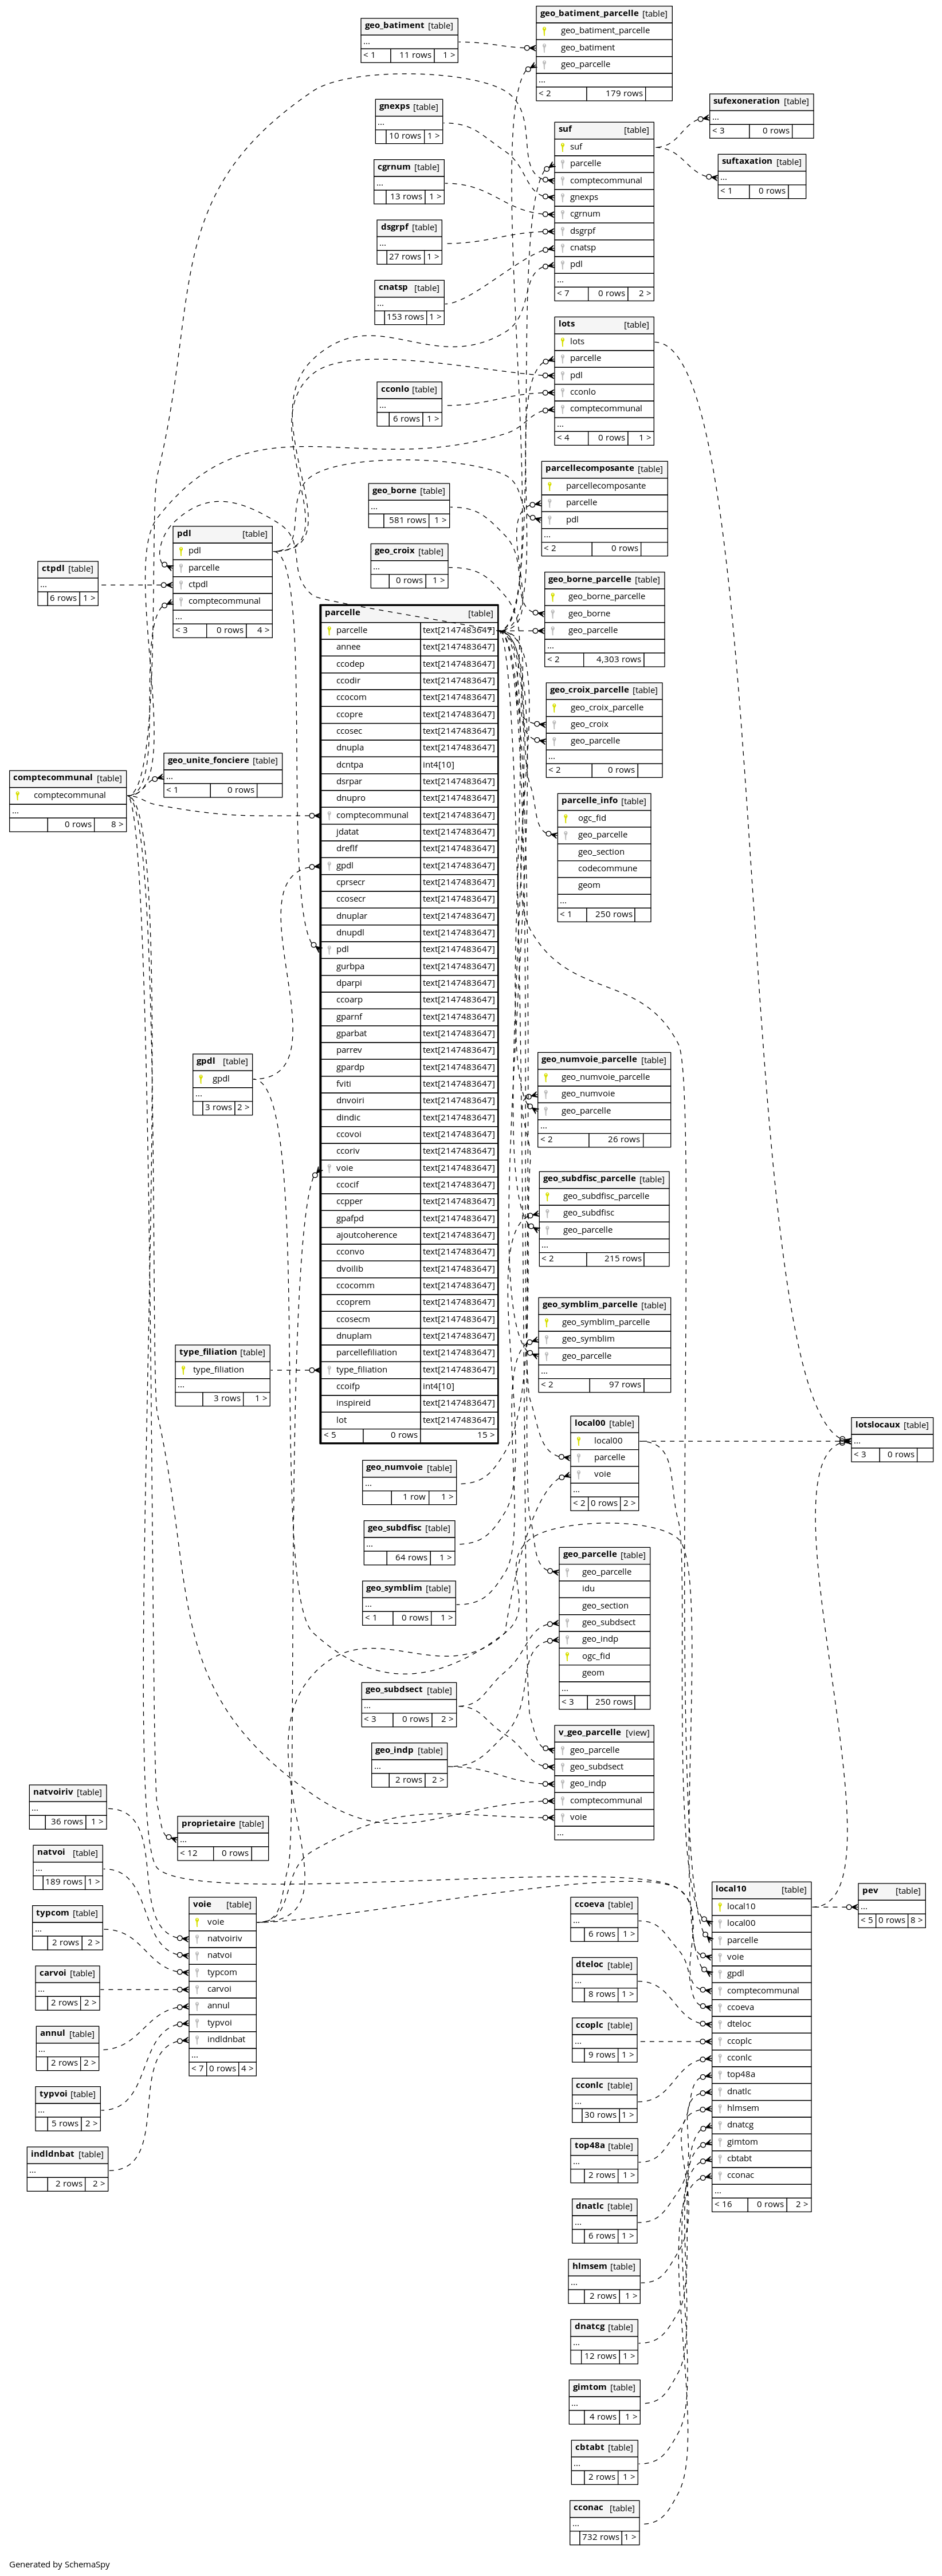 geo_batiment [table]
...
< 1 11 rows 1 >
geo_batiment_parcelle [table]
geo_batiment_parcelle
geo_batiment
geo_parcelle
...
< 2 179 rows
gnexps [table]
...
10 rows 1 >
cgrnum [table]
...
13 rows 1 >
dsgrpf [table]
...
27 rows 1 >
cnatsp [table]
...
153 rows 1 >
suf [table]
suf
parcelle
comptecommunal
gnexps
cgrnum
dsgrpf
cnatsp
pdl
...
< 7 0 rows 2 >
sufexoneration [table]
...
< 3 0 rows
suftaxation [table]
...
< 1 0 rows
lots [table]
lots
parcelle
pdl
cconlo
comptecommunal
...
< 4 0 rows 1 >
cconlo [table]
...
6 rows 1 >
parcellecomposante [table]
parcellecomposante
parcelle
pdl
...
< 2 0 rows
geo_borne [table]
...
581 rows 1 >
geo_croix [table]
...
0 rows 1 >
pdl [table]
pdl
parcelle
ctpdl
comptecommunal
...
< 3 0 rows 4 >
ctpdl [table]
...
6 rows 1 >
geo_borne_parcelle [table]
geo_borne_parcelle
geo_borne
geo_parcelle
...
< 2 4,303 rows
geo_croix_parcelle [table]
geo_croix_parcelle
geo_croix
geo_parcelle
...
< 2 0 rows
parcelle_info [table]
ogc_fid
geo_parcelle
geo_section
codecommune
geom
...
< 1 250 rows
comptecommunal [table]
comptecommunal
...
0 rows 8 >
geo_unite_fonciere [table]
...
< 1 0 rows
parcelle [table]
parcelle text[2147483647]
annee text[2147483647]
ccodep text[2147483647]
ccodir text[2147483647]
ccocom text[2147483647]
ccopre text[2147483647]
ccosec text[2147483647]
dnupla text[2147483647]
dcntpa int4[10]
dsrpar text[2147483647]
dnupro text[2147483647]
comptecommunal text[2147483647]
jdatat text[2147483647]
dreflf text[2147483647]
gpdl text[2147483647]
cprsecr text[2147483647]
ccosecr text[2147483647]
dnuplar text[2147483647]
dnupdl text[2147483647]
pdl text[2147483647]
gurbpa text[2147483647]
dparpi text[2147483647]
ccoarp text[2147483647]
gparnf text[2147483647]
gparbat text[2147483647]
parrev text[2147483647]
gpardp text[2147483647]
fviti text[2147483647]
dnvoiri text[2147483647]
dindic text[2147483647]
ccovoi text[2147483647]
ccoriv text[2147483647]
voie text[2147483647]
ccocif text[2147483647]
ccpper text[2147483647]
gpafpd text[2147483647]
ajoutcoherence text[2147483647]
cconvo text[2147483647]
dvoilib text[2147483647]
ccocomm text[2147483647]
ccoprem text[2147483647]
ccosecm text[2147483647]
dnuplam text[2147483647]
parcellefiliation text[2147483647]
type_filiation text[2147483647]
ccoifp int4[10]
inspireid text[2147483647]
lot text[2147483647]
< 5 0 rows 15 >
gpdl [table]
gpdl
...
3 rows 2 >
type_filiation [table]
type_filiation
...
3 rows 1 >
geo_numvoie_parcelle [table]
geo_numvoie_parcelle
geo_numvoie
geo_parcelle
...
< 2 26 rows
geo_subdfisc_parcelle [table]
geo_subdfisc_parcelle
geo_subdfisc
geo_parcelle
...
< 2 215 rows
geo_symblim_parcelle [table]
geo_symblim_parcelle
geo_symblim
geo_parcelle
...
< 2 97 rows
local00 [table]
local00
parcelle
voie
...
< 2 0 rows 2 >
lotslocaux [table]
...
< 3 0 rows
geo_numvoie [table]
...
1 row 1 >
geo_subdfisc [table]
...
64 rows 1 >
geo_symblim [table]
...
< 1 0 rows 1 >
geo_parcelle [table]
geo_parcelle
idu
geo_section
geo_subdsect
geo_indp
ogc_fid
geom
...
< 3 250 rows
geo_subdsect [table]
...
< 3 0 rows 2 >
geo_indp [table]
...
2 rows 2 >
v_geo_parcelle [view]
geo_parcelle
geo_subdsect
geo_indp
comptecommunal
voie
...
natvoiriv [table]
...
36 rows 1 >
proprietaire [table]
...
< 12 0 rows
natvoi [table]
...
189 rows 1 >
typcom [table]
...
2 rows 2 >
carvoi [table]
...
2 rows 2 >
annul [table]
...
2 rows 2 >
typvoi [table]
...
5 rows 2 >
indldnbat [table]
...
2 rows 2 >
voie [table]
voie
natvoiriv
natvoi
typcom
carvoi
annul
typvoi
indldnbat
...
< 7 0 rows 4 >
ccoeva [table]
...
6 rows 1 >
dteloc [table]
...
8 rows 1 >
ccoplc [table]
...
9 rows 1 >
cconlc [table]
...
30 rows 1 >
top48a [table]
...
2 rows 1 >
dnatlc [table]
...
6 rows 1 >
hlmsem [table]
...
2 rows 1 >
dnatcg [table]
...
12 rows 1 >
gimtom [table]
...
4 rows 1 >
cbtabt [table]
...
2 rows 1 >
cconac [table]
...
732 rows 1 >
local10 [table]
local10
local00
parcelle
voie
gpdl
comptecommunal
ccoeva
dteloc
ccoplc
cconlc
top48a
dnatlc
hlmsem
dnatcg
gimtom
cbtabt
cconac
...
< 16 0 rows 2 >
pev [table]
...
< 5 0 rows 8 >
Generated by SchemaSpy